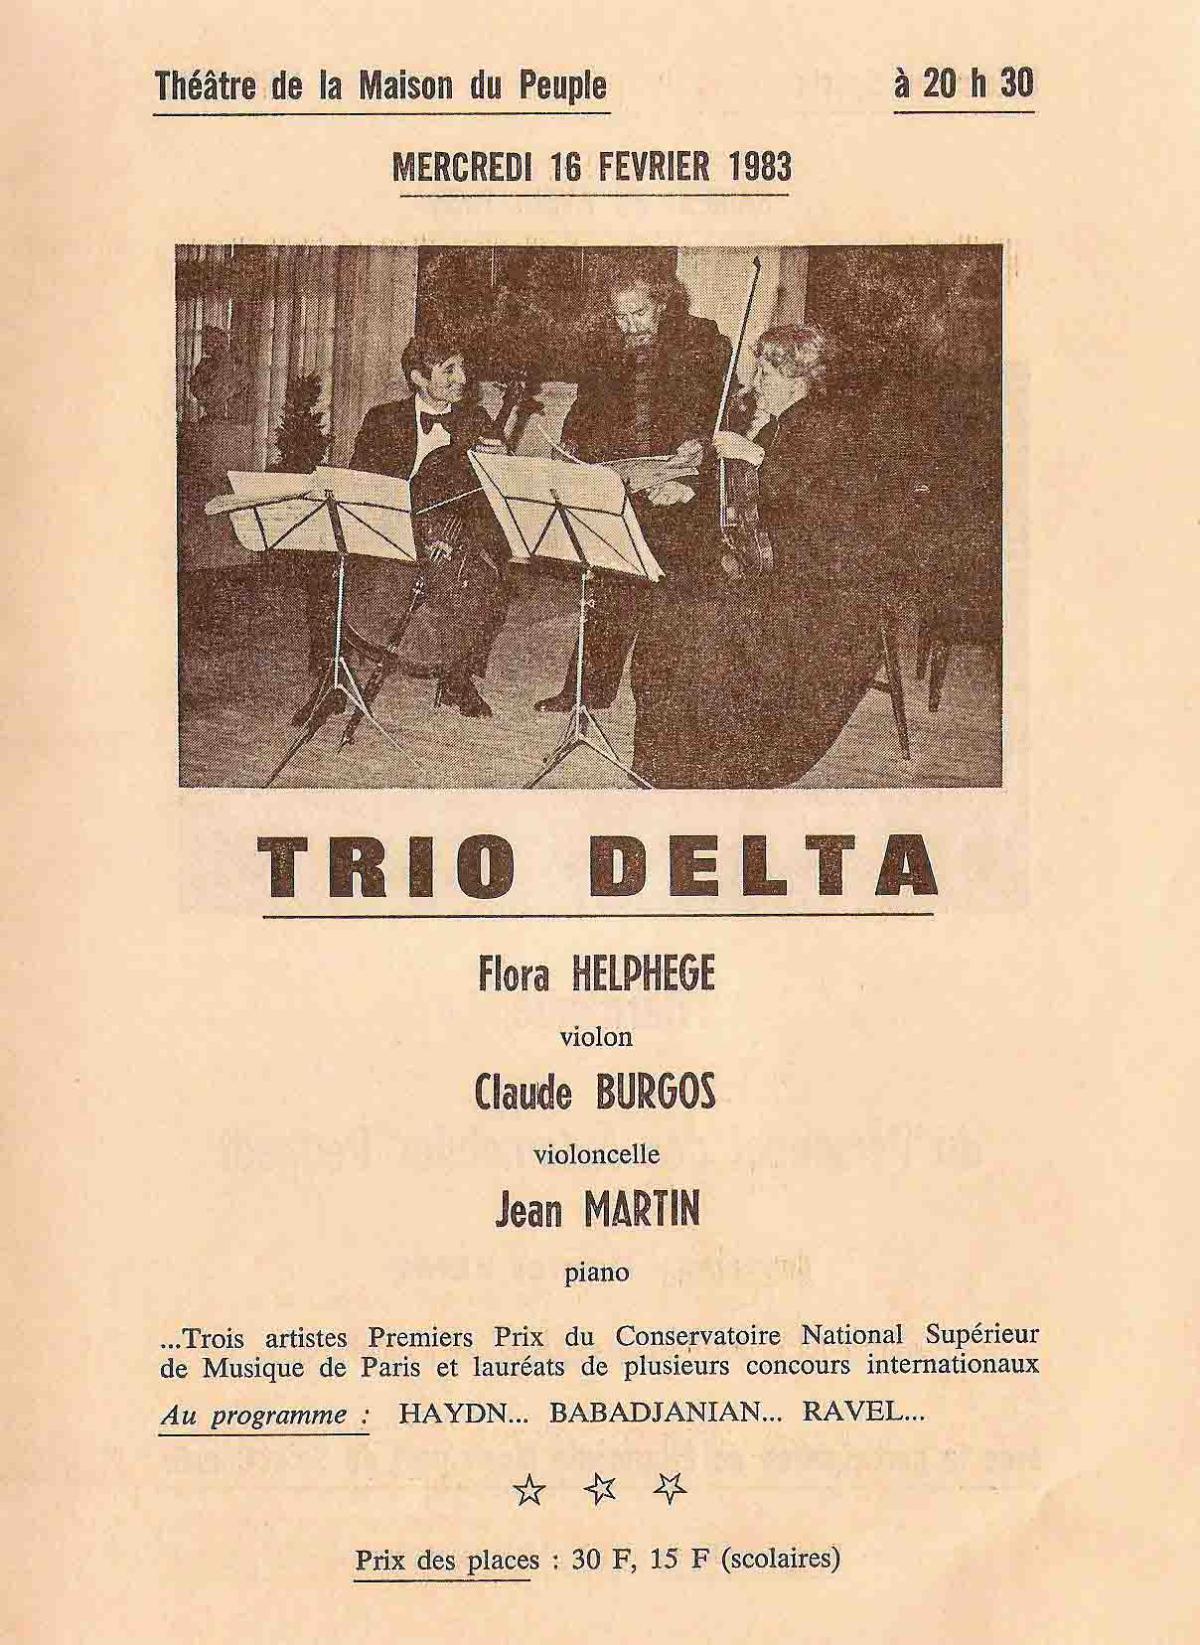 Théâtre de la Maison du Peuple à 20 h 30
MERCREDI 16 FEVRIER 1983
TRIO DELTA
Flora HELPHEGE
violon
Claude BURGOS
violoncelle
Jean MARTIN
piano
...Trois artistes Premiers Prix du Conservatoire National Supérieur
de Musique de Paris et lauréats de plusieurs concours internationaux
Au programme : HAYDN... BABADJANIAN... RAVEL...
Prix des places : 30 F, 15 F (scolaires)